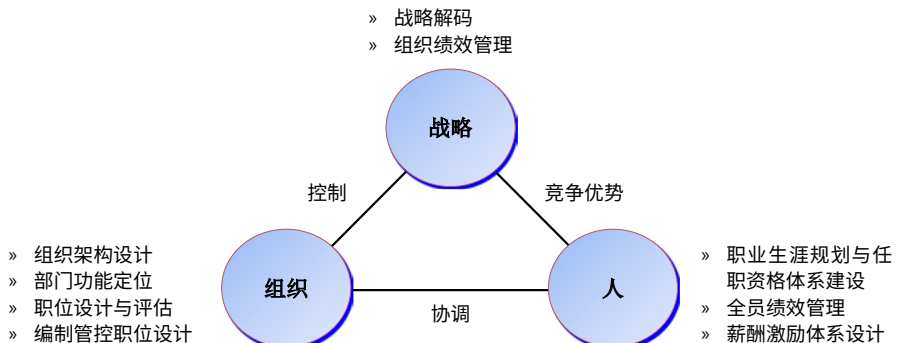 » 战略解码
» 组织绩效管理
战略
控制
竞争优势
» 组织架构设计
» 部门功能定位
» 职位设计与评估
» 编制管控职位设计
组织
协调
人
» 职业生涯规划与任
职资格体系建设
» 全员绩效管理
» 薪酬激励体系设计